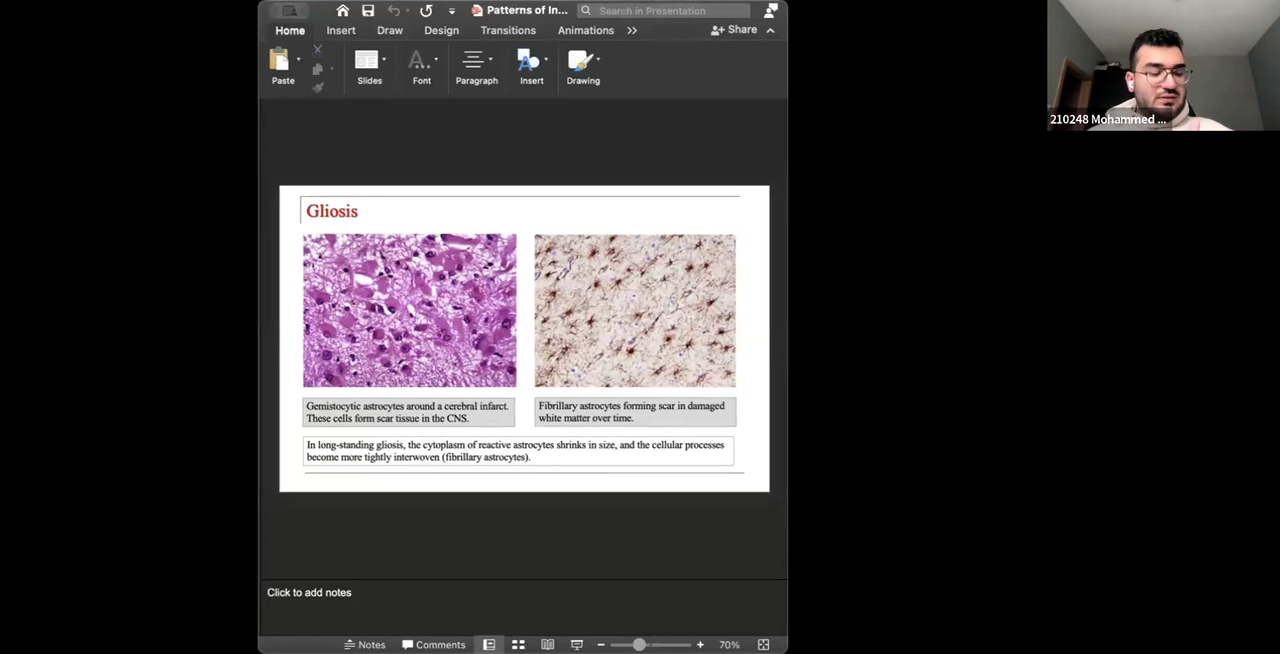 Patterns of In...
Search in Presentation
Home Insert Draw Design Transitions Animations >> Share
Paste Slides A.. Font Paragraph A Insert Drawing
210248 Mohammed ...
Gliosis
Gemistocytic astrocytes around a cerebral infarct.
These cells form scar tissue in the CNS.
Fibrillary astrocytes forming scar in damaged
white matter over time.
In long-standing gliosis, the cytoplasm of reactive astrocytes shrinks in size, and the cellular processes
become more tightly interwoven (fibrillary astrocytes).
Click to add notes
Notes Comments − + 70%